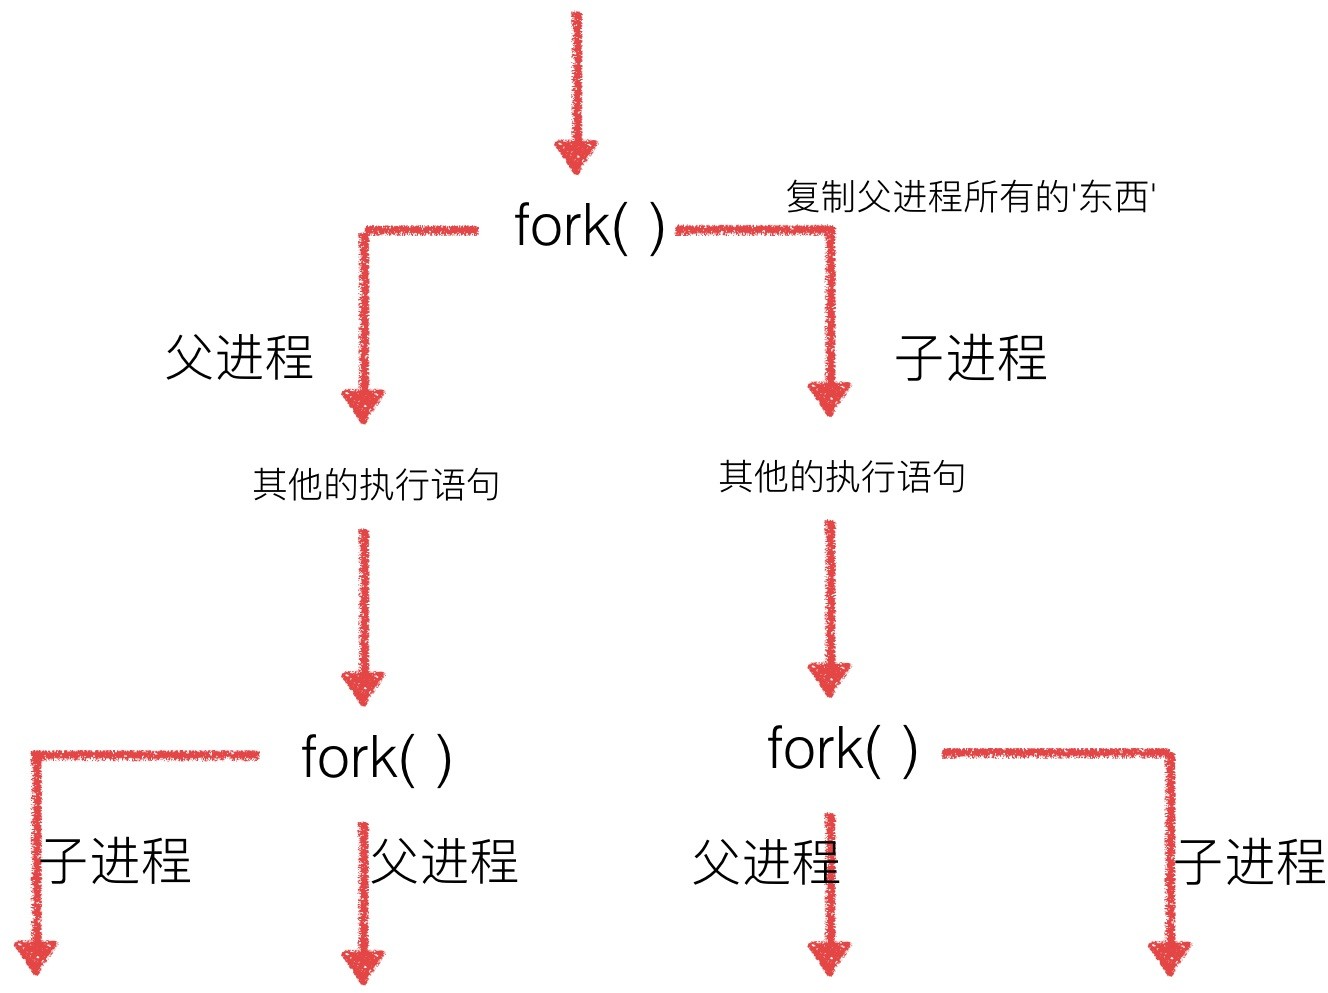 复制父进程所有的'东西'
fork( )
父进程
子进程
其他的执行语句
其他的执行语句
fork( )
fork( )
子进程
父进程
父进程
子进程